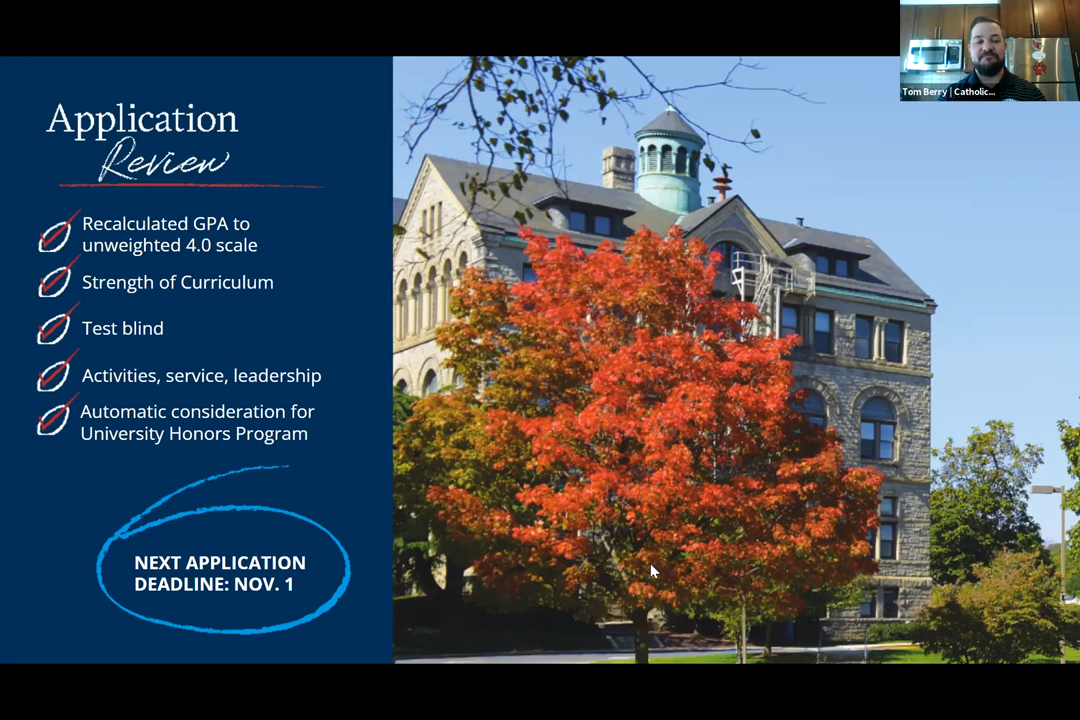 Application
Review
Recalculated GPA to
unweighted 4.0 scale
Strength of Curriculum
Test blind
Activities, service, leadership
Automatic consideration for
University Honors Program
NEXT APPLICATION
DEADLINE: NOV. 1
Tom Berry | Catholic...